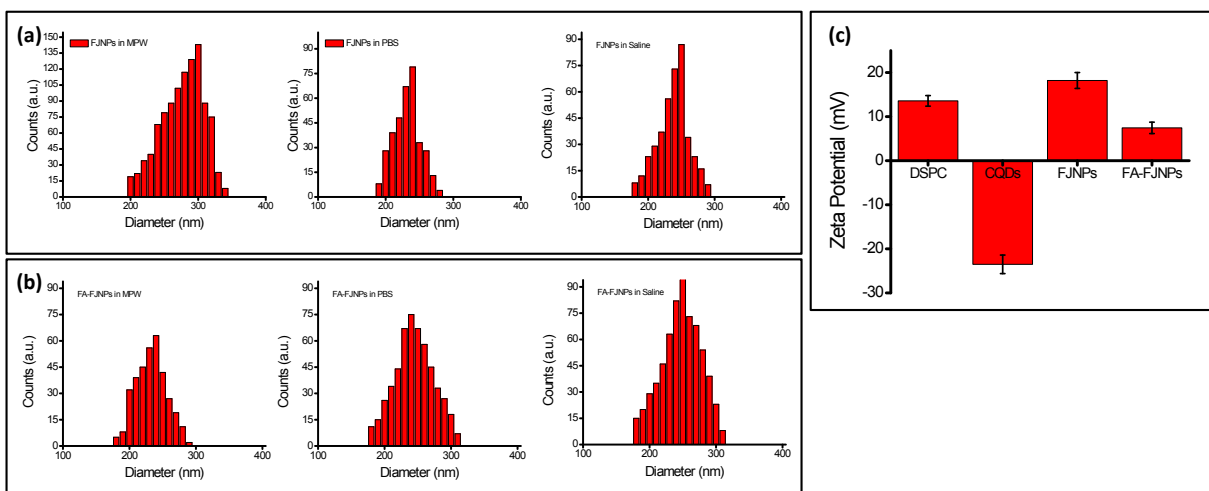 (a)
FJNPs in MPW
Counts (a.u.)
150
135
120
105
90
75
60
45
30
15
0
100 200 300 400
Diameter (nm)
FJNPs in PBS
Counts (a.u.)
90
75
60
45
30
15
0
100 200 300 400
Diameter (nm)
FJNPs in Saline
Counts (a.u.)
90
75
60
45
30
15
0
100 200 300 400
Diameter (nm)
(b)
FA-FJNPs in MPW
Counts (a.u.)
90
75
60
45
30
15
0
100 200 300 400
Diameter (nm)
FA-FJNPs in PBS
Counts (a.u.)
90
75
60
45
30
15
0
100 200 300 400
Diameter (nm)
FA-FJNPs in Saline
Counts (a.u.)
90
75
60
45
30
15
0
100 200 300 400
Diameter (nm)
(c)
Zeta Potential (mV)
20
10
0
-10
-20
-30
DSPC CQDs FJNPs FA-FJNPs